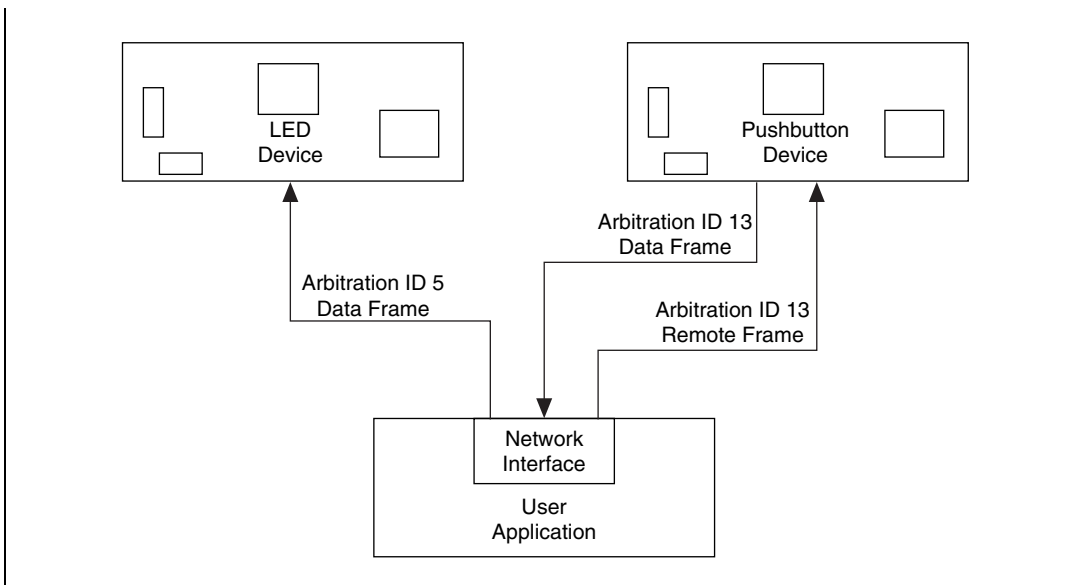 LED
Device
Pushbutton
Device
Arbitration ID 13
Data Frame
Arbitration ID 5
Data Frame
Arbitration ID 13
Remote Frame
Network
Interface
User
Application